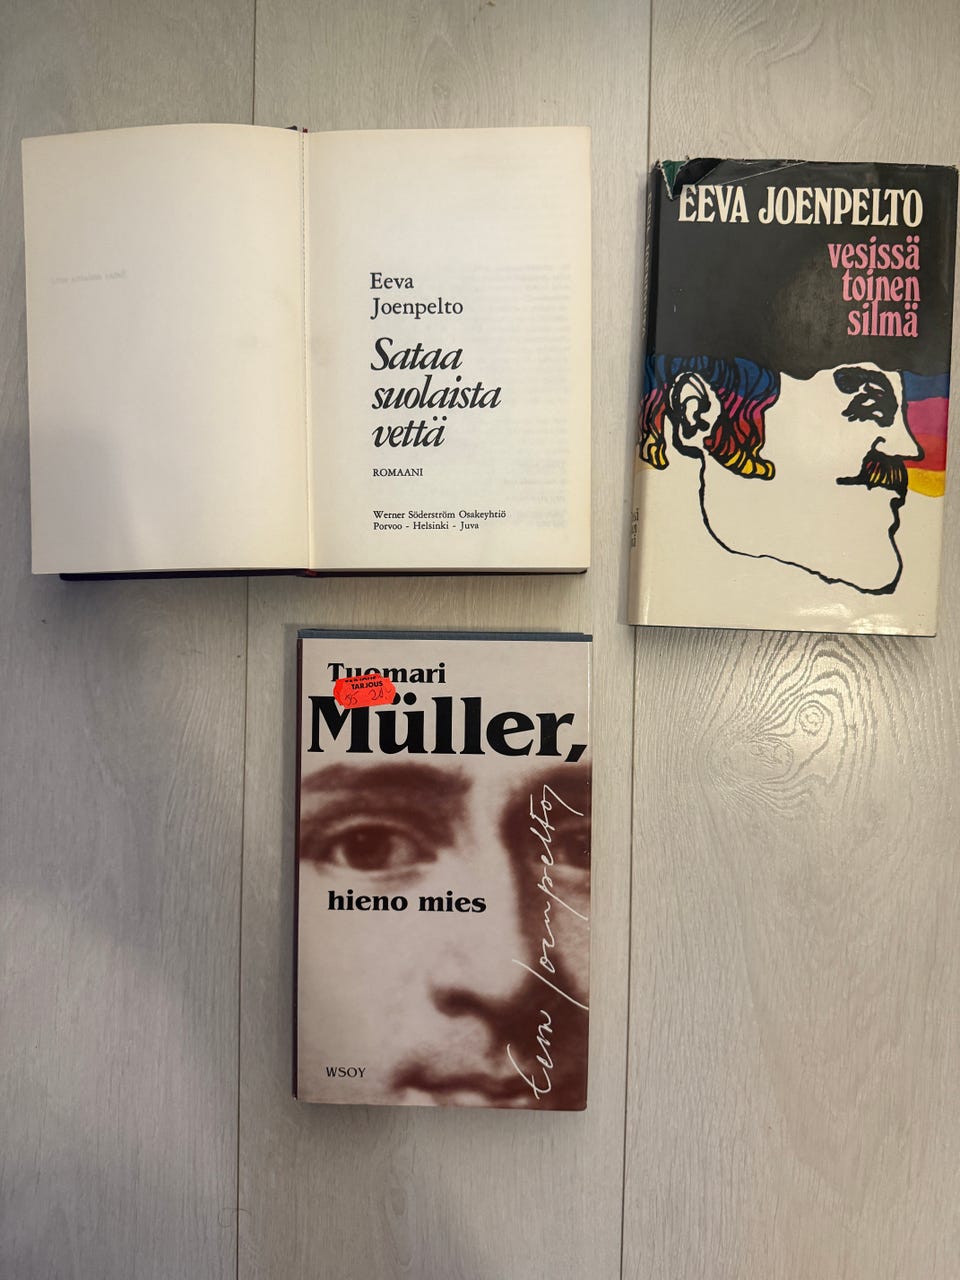 Eeva
Joenpelto
Sataa
suolaista
vettä
ROMAANI
Werner Söderström Osakeyhtiö
Porvoo - Helsinki - Juva
EEVA JOENPELTO
vesissä
toinen
silmä
Tuomari
TARJOUS
Müller,
hieno mies
eeva joenpelto
WSOY